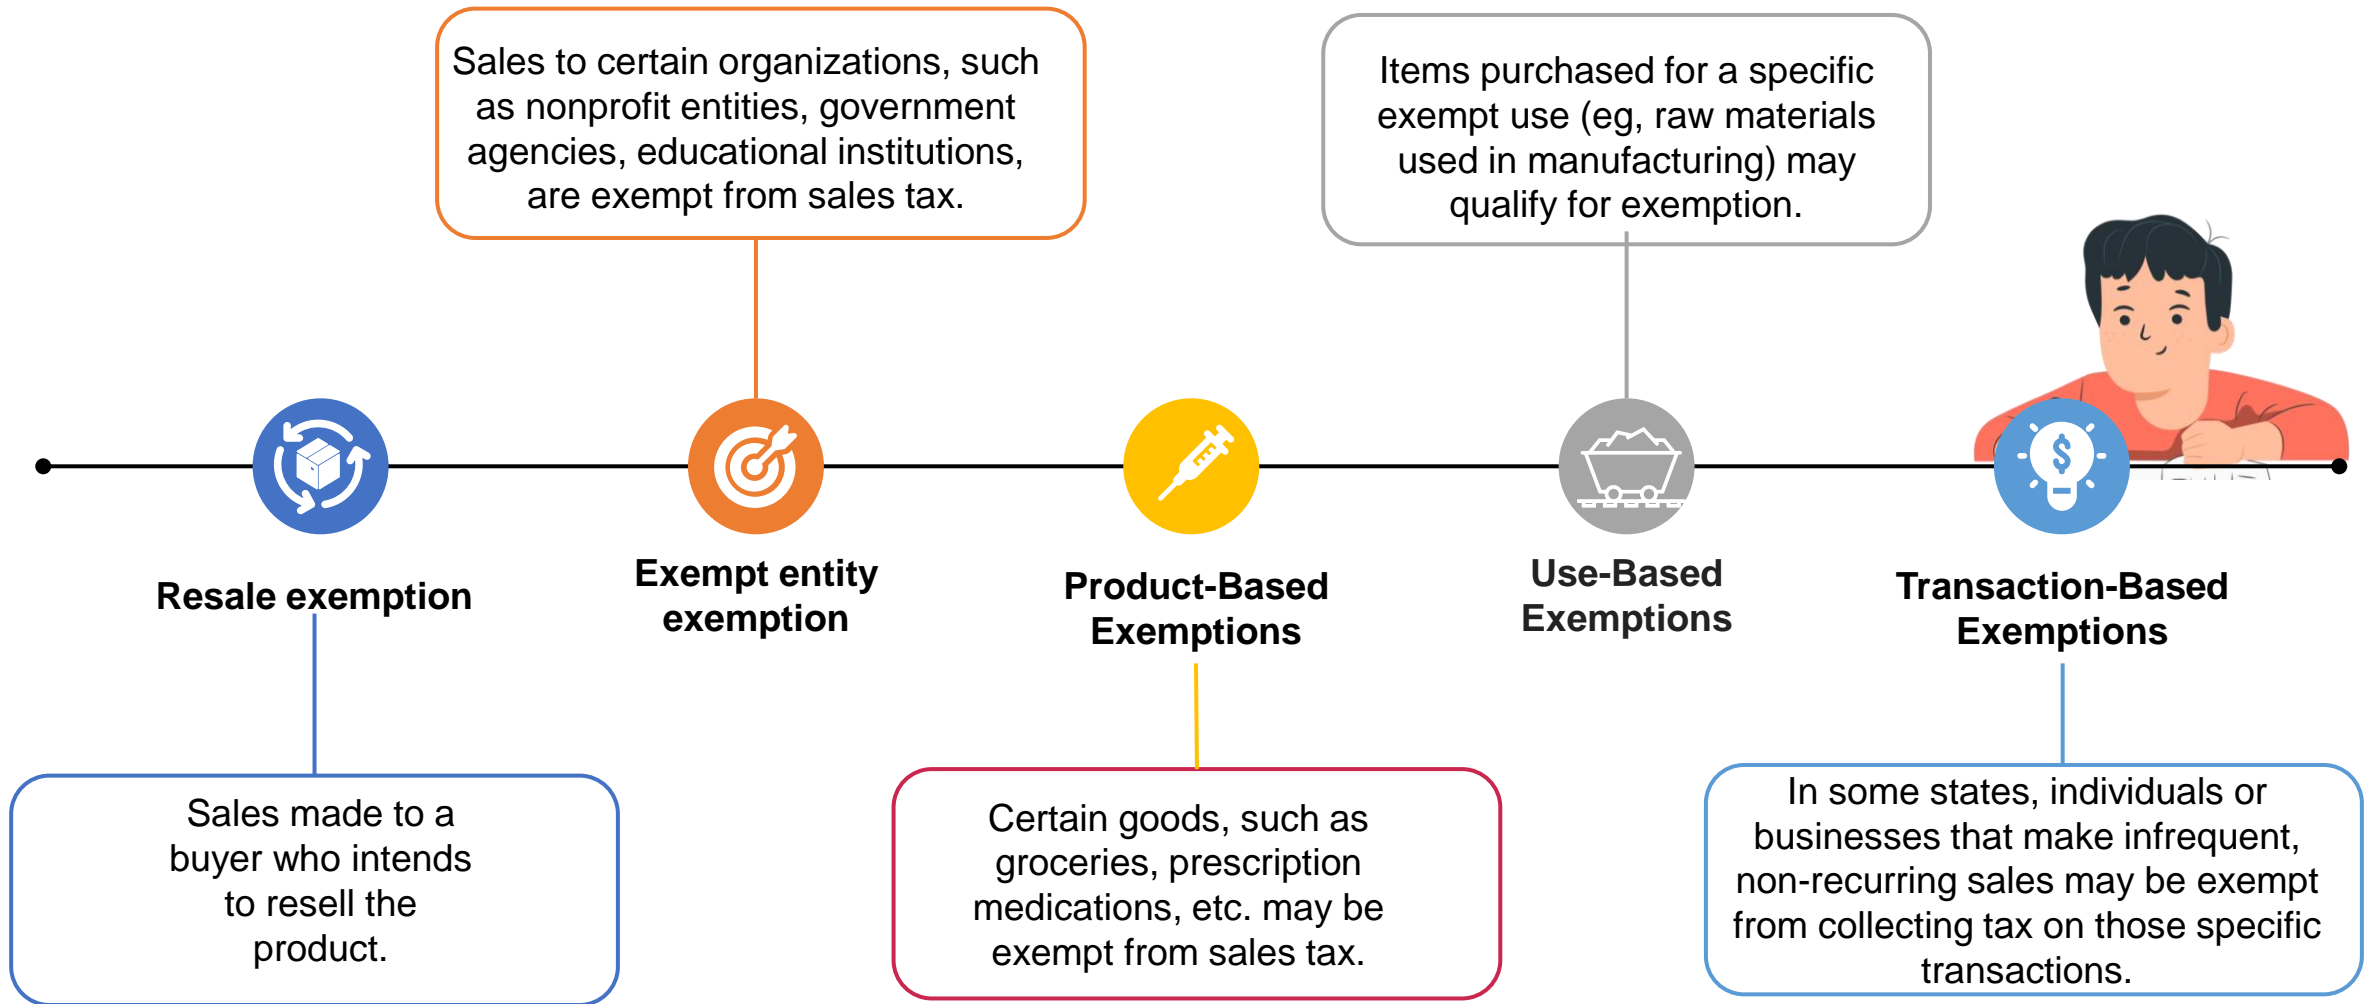 Sales to certain organizations, such
as nonprofit entities, government
agencies, educational institutions,
are exempt from sales tax.
Items purchased for a specific
exempt use (eg, raw materials
used in manufacturing) may
qualify for exemption.
$
Resale exemption
Exempt entity
exemption
Product-Based
Exemptions
Use-Based
Exemptions
Transaction-Based
Exemptions
Sales made to a
buyer who intends
to resell the
product.
Certain goods, such as
groceries, prescription
medications, etc. may be
exempt from sales tax.
In some states, individuals or
businesses that make infrequent,
non-recurring sales may be exempt
from collecting tax on those specific
transactions.